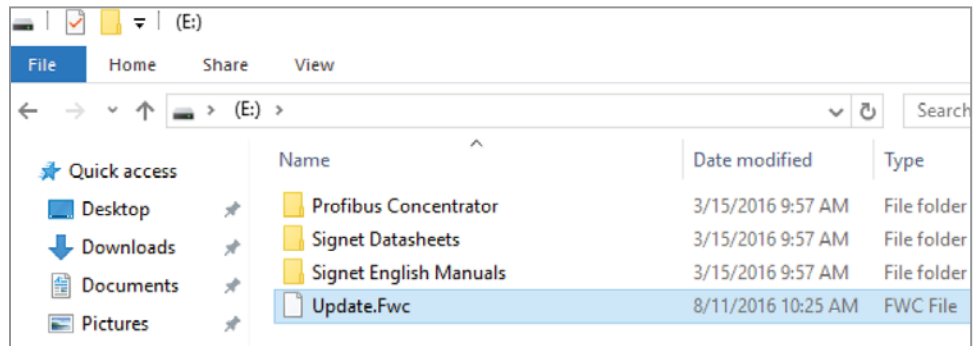 (E:)
File Home Share View
(E:)
Search
Name Date modified Type
Quick access
Desktop
Downloads
Documents
Pictures
Profibus Concentrator 3/15/2016 9:57 AM File folder
Signet Datasheets 3/15/2016 9:57 AM File folder
Signet English Manuals 3/15/2016 9:57 AM File folder
Update.Fwc 8/11/2016 10:25 AM FWC File